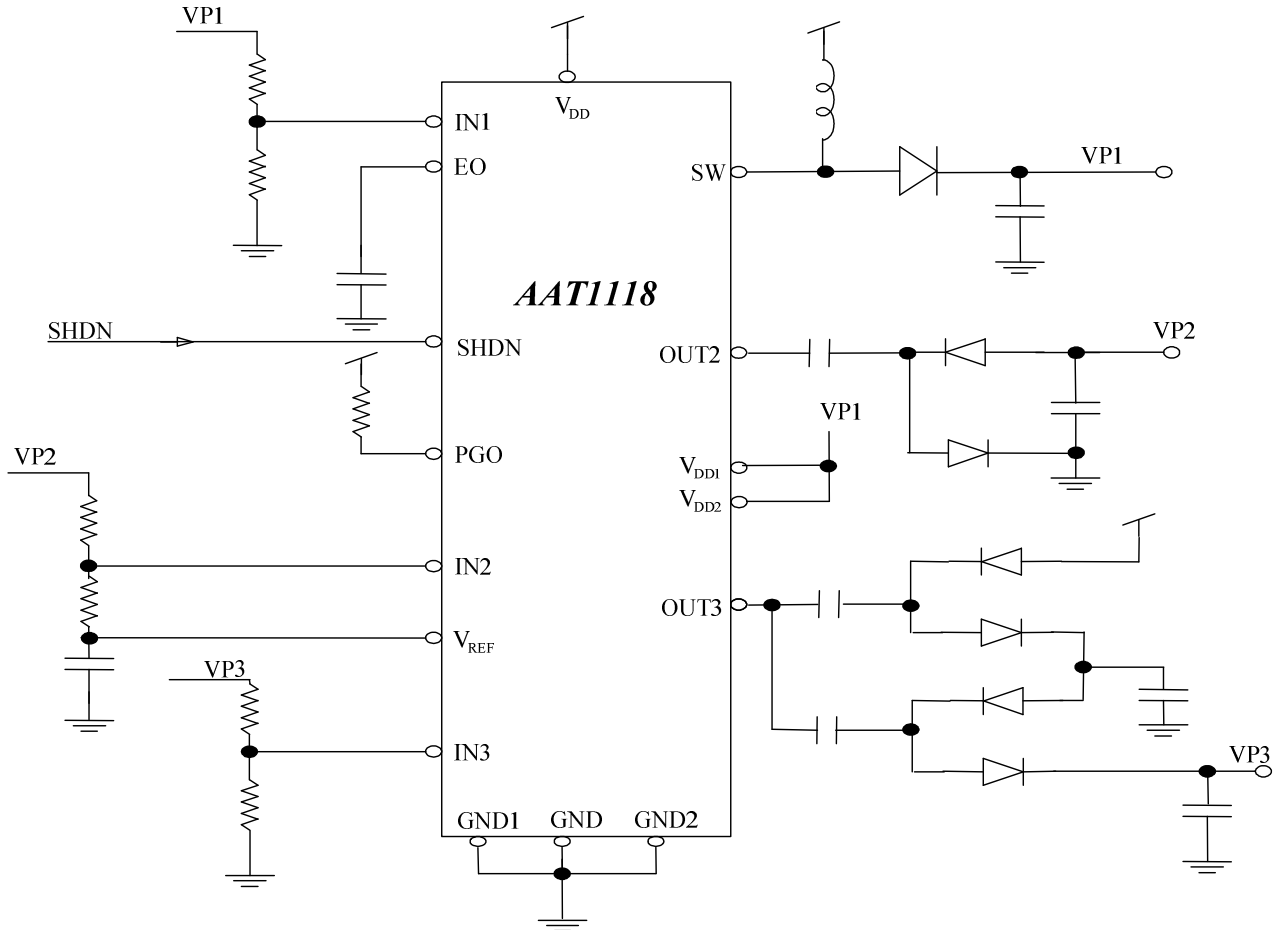 VP1
VDD
IN1
EO
SW
VP1
AAT1118
SHDN
SHDN
OUT2
VP2
VP1
PGO
VDD1
VP2
VDD2
IN2
OUT3
VREF
VP3
IN3
VP3
GND1 GND GND2